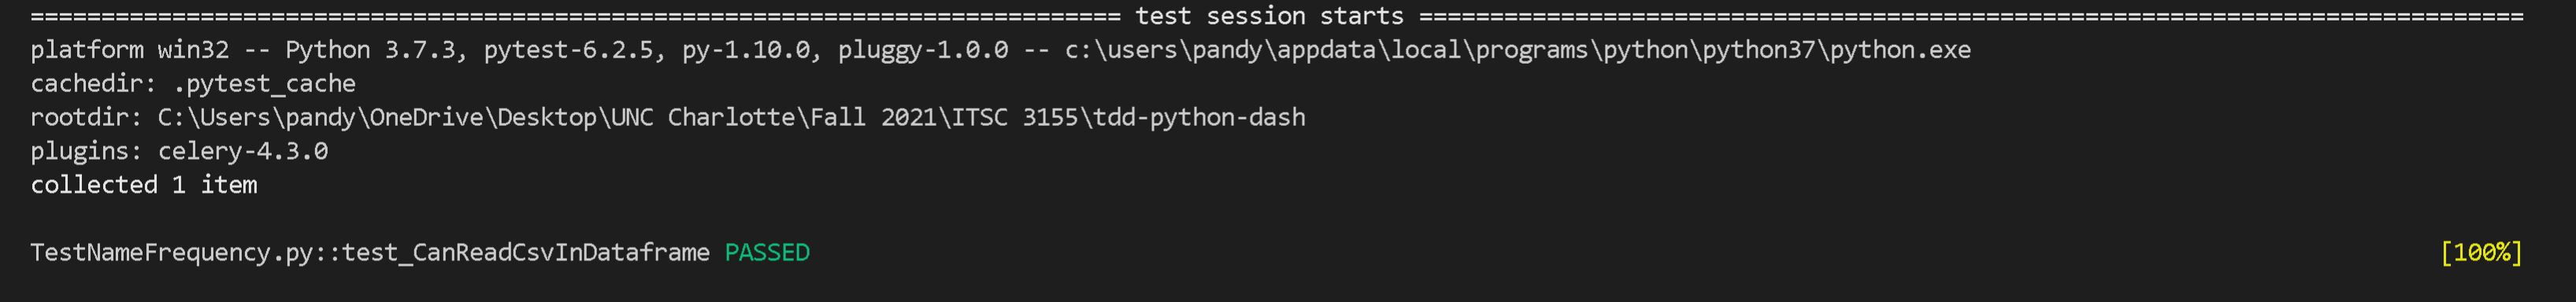 ============================================================================= test session starts ==============================================================================
platform win32 -- Python 3.7.3, pytest-6.2.5, py-1.10.0, pluggy-1.0.0 -- c:\users\pandy\appdata\local\programs\python\python37\python.exe
cachedir: .pytest_cache
rootdir: C:\Users\pandy\OneDrive\Desktop\UNC Charlotte\Fall 2021\ITSC 3155\tdd-python-dash
plugins: celery-4.3.0
collected 1 item
TestNameFrequency.py::test_CanReadCsvInDataframe PASSED [100%]